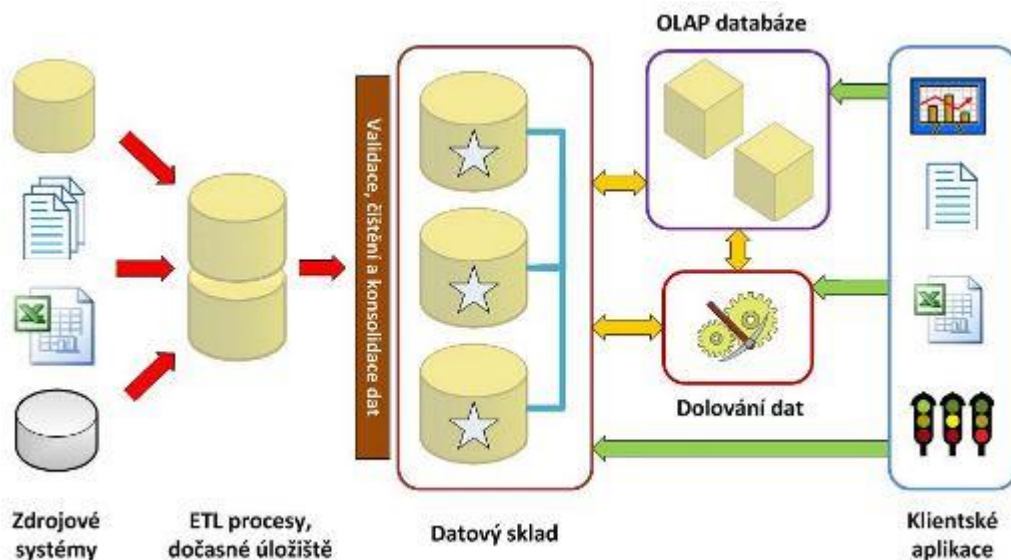 OLAP databáze
Validace, čištění a konsolidace dat
X
Dolování dat
Zdrojové
systémy
ETL procesy,
dočasné úložiště
Datový sklad
Klientské
aplikace